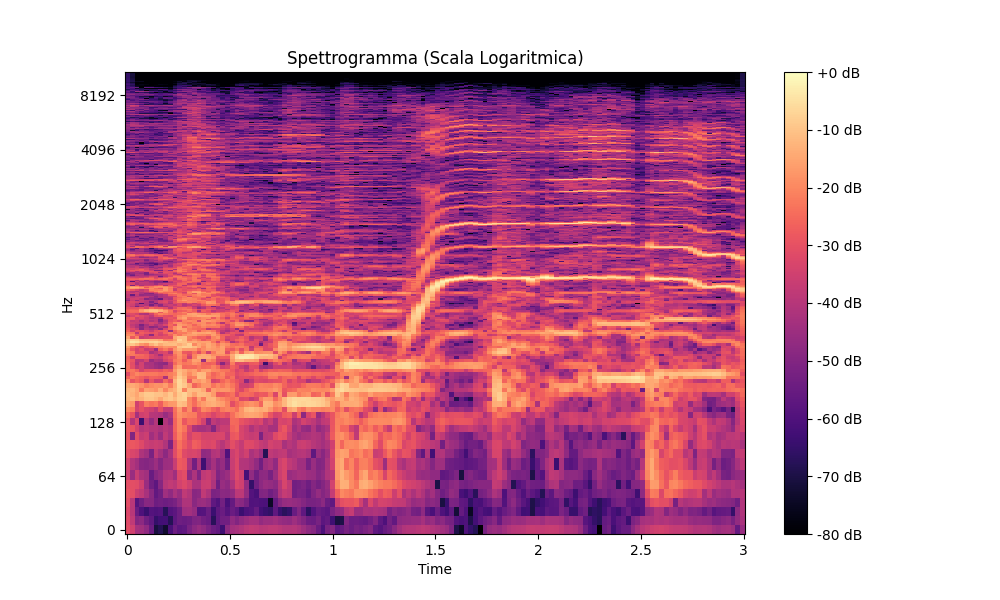 Spettrogramma (Scala Logaritmica)
Hz
8192
4096
2048
1024
512
256
128
64
0
0 0.5 1 1.5 2 2.5 3
Time
+0 dB
-10 dB
-20 dB
-30 dB
-40 dB
-50 dB
-60 dB
-70 dB
-80 dB